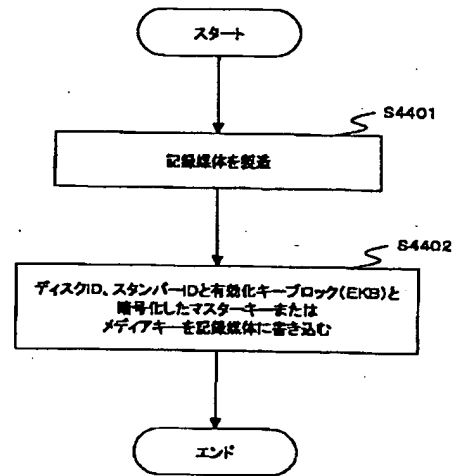 スタート
S4401
記録媒体を製造
S4402
ディスクID、スタンパーIDと有効化キーブロック(EKB)と
暗号化したマスターキーまたは
メディアキーを記録媒体に書き込む
エンド